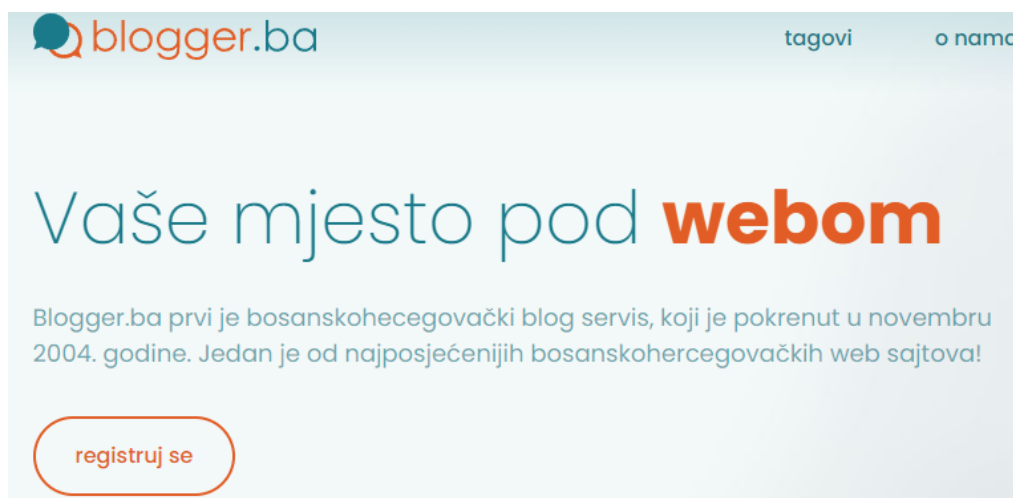 blogger.ba
tagovi
o nama
Vaše mjesto pod webom
Blogger.ba prvi je bosanskohecegovački blog servis, koji je pokrenut u novembru
2004. godine. Jedan je od najposjećenijih bosanskohercegovačkih web sajtova!
registruj se